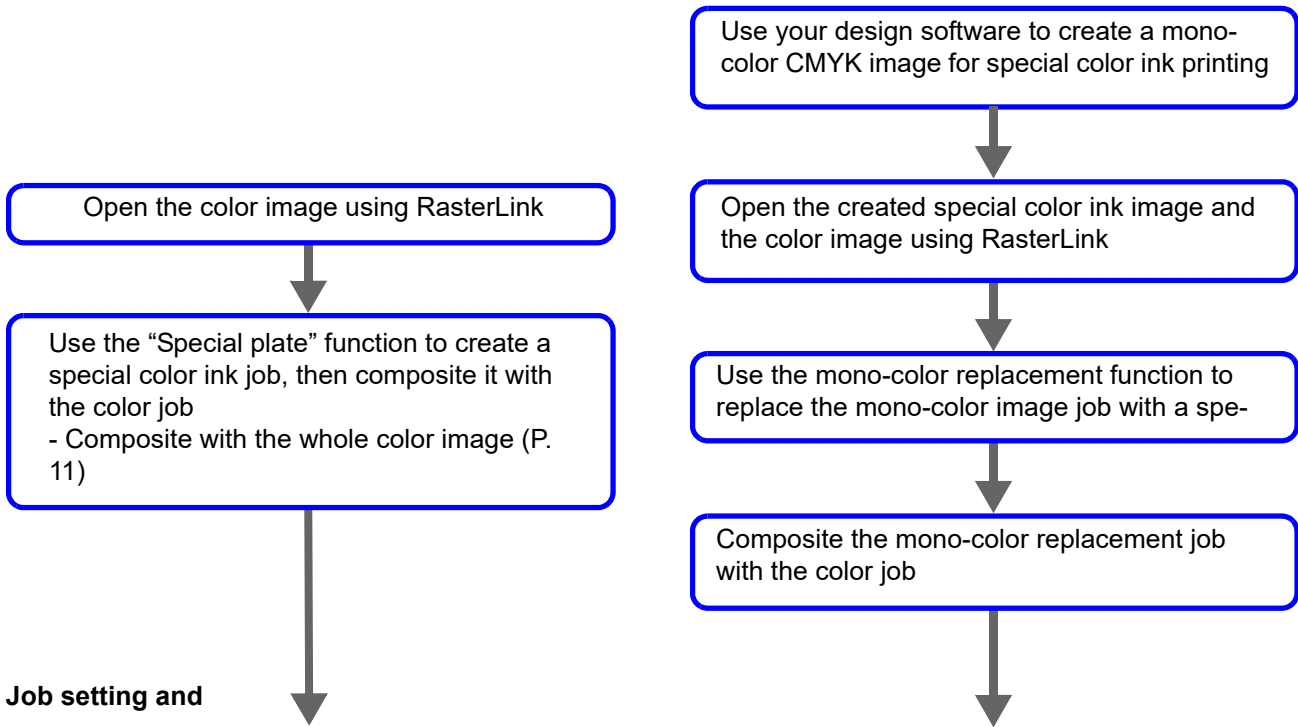 Use your design software to create a mono-
color CMYK image for special color ink printing
Open the color image using RasterLink
Open the created special color ink image and
the color image using RasterLink
Use the “Special plate” function to create a
special color ink job, then composite it with
the color job
- Composite with the whole color image (P.
11)
Use the mono-color replacement function to
replace the mono-color image job with a spe-
Composite the mono-color replacement job
with the color job
Job setting and